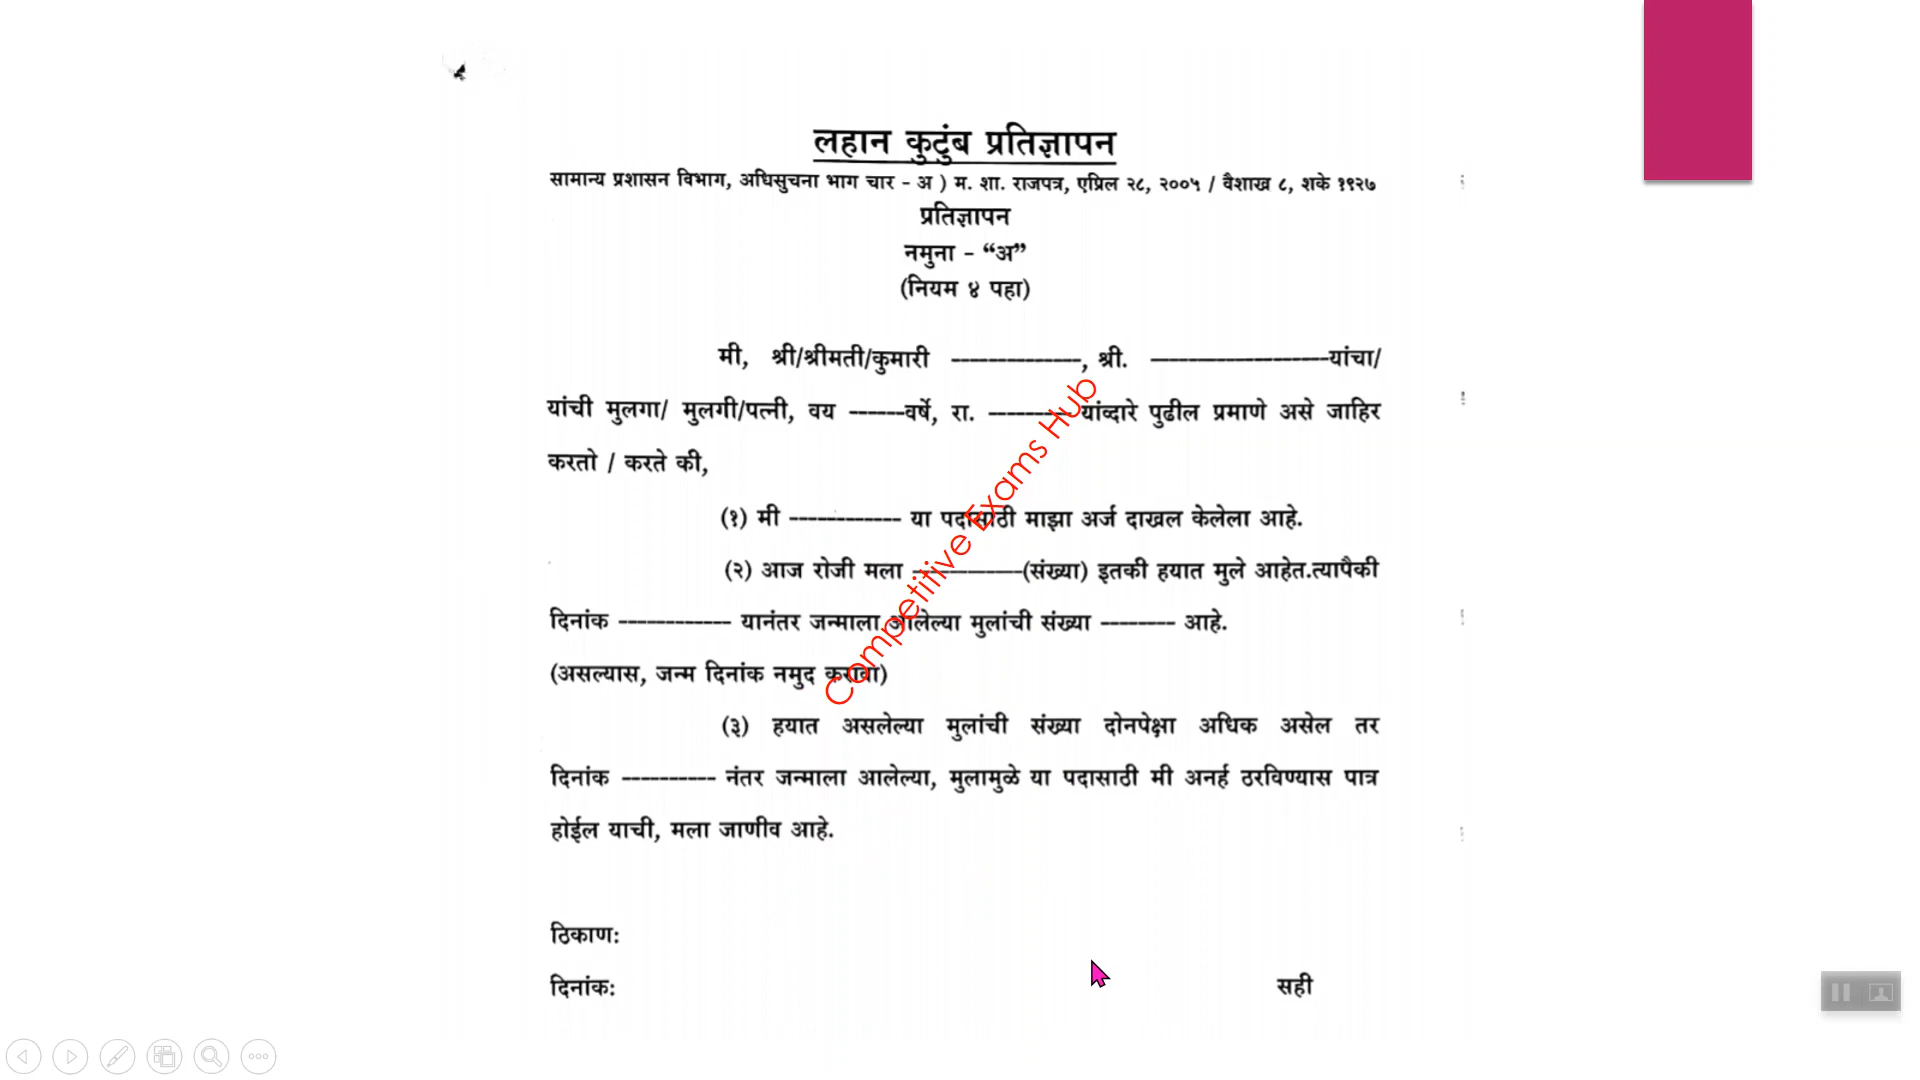 लहान कुटुंब प्रतिज्ञापन
सामान्य प्रशासन विभाग, अधिसुचना भाग चार - अ ) म. शा. राजपत्र, एप्रिल २८, २००५ / वैशाख ८, शके १९२७
प्रतिज्ञापन
नमुना - “अ”
(नियम ४ पहा)
मी, श्री/श्रीमती/कुमारी --------------, श्री. -------------------यांचा/
यांची मुलगा/ मुलगी/पत्नी, वय ------वर्षे, रा. ----------यांव्दारे पुढील प्रमाणे असे जाहिर
करतो / करते की,
(१) मी ------------ या पदासाठी माझा अर्ज दाखल केलेला आहे.
(२) आज रोजी मला ------------(संख्या) इतकी हयात मुले आहेत.त्यापैकी
दिनांक ------------ यानंतर जन्माला आलेल्या मुलांची संख्या -------- आहे.
(असल्यास, जन्म दिनांक नमुद करावा)
(३) हयात असलेल्या मुलांची संख्या दोनपेक्षा अधिक असेल तर
दिनांक ---------- नंतर जन्माला आलेल्या, मुलामुळे या पदासाठी मी अनर्ह ठरविण्यास पात्र
होईल याची, मला जाणीव आहे.
ठिकाण:
दिनांक: सही
Competitive Exams Hub